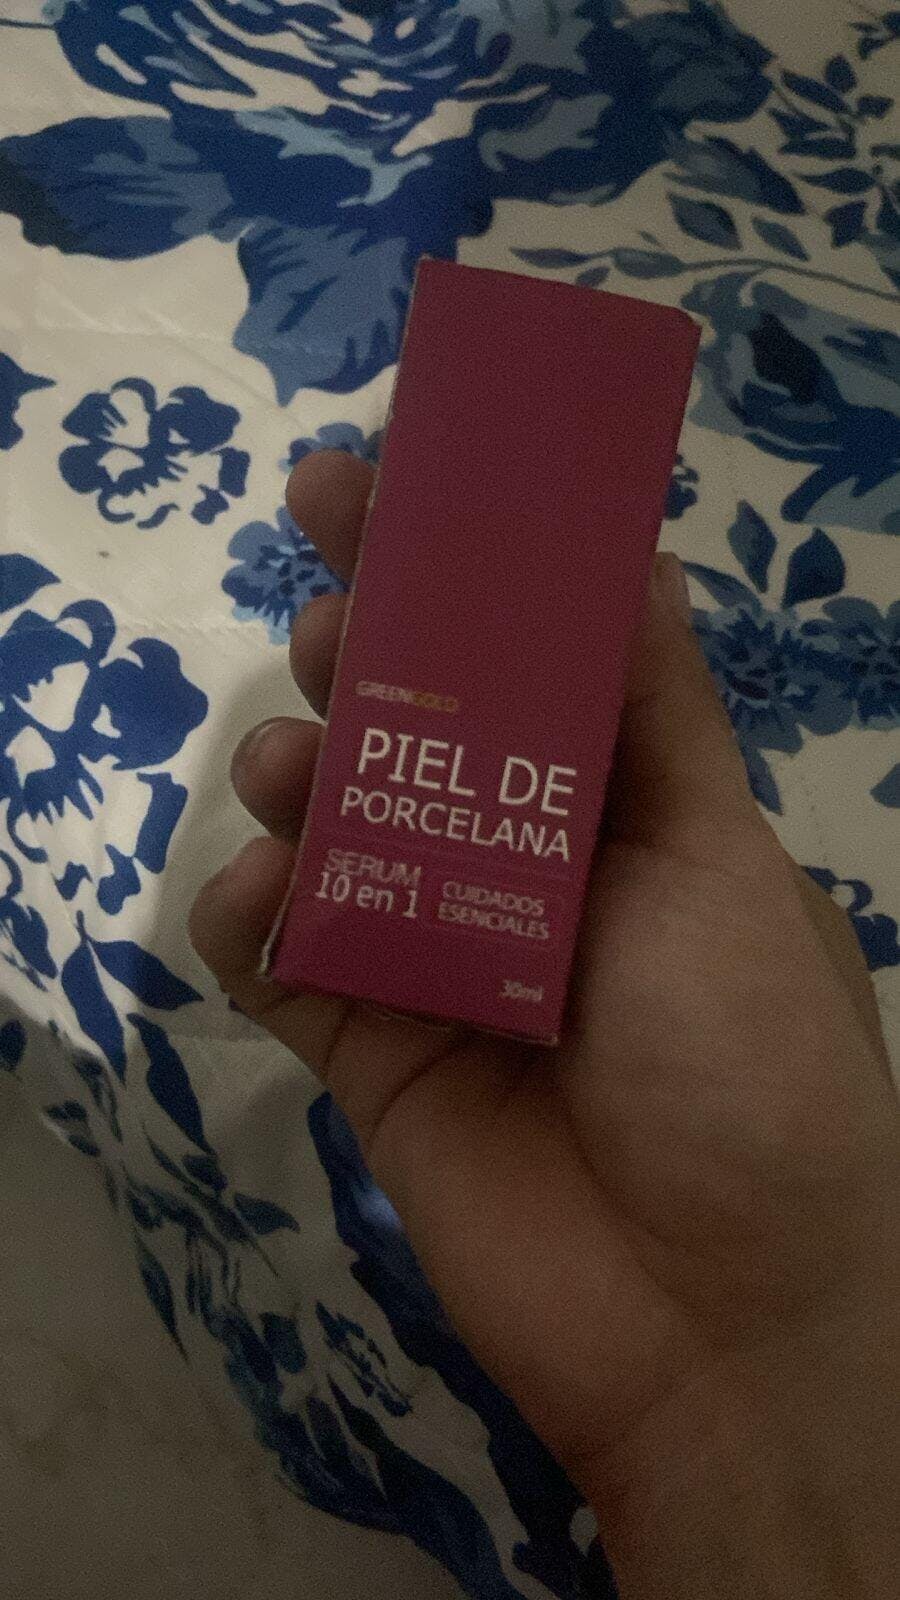 GREENGOLD
PIEL DE
PORCELANA
SERUM
10 en 1
CUIDADOS
ESENCIALES
30ml